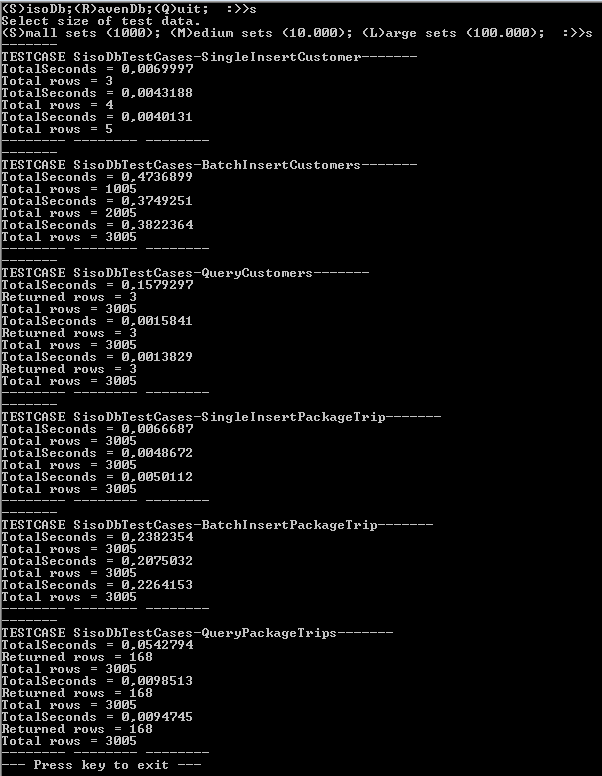 (S)isoDb;(R)avenDb;(Q)uit;  :>>s
Select size of test data.
(S)mall sets (1000); (M)edium sets (10.000); (L)arge sets (100.000);  :>>s
-------
TESTCASE SisoDbTestCases-SingleInsertCustomer-------
TotalSeconds = 0,0069997
Total rows = 3
TotalSeconds = 0,0043188
Total rows = 4
TotalSeconds = 0,0040131
Total rows = 5
-------- -------- --------
-------
TESTCASE SisoDbTestCases-BatchInsertCustomers-------
TotalSeconds = 0,4736899
Total rows = 1005
TotalSeconds = 0,3749251
Total rows = 2005
TotalSeconds = 0,3822364
Total rows = 3005
-------- -------- --------
-------
TESTCASE SisoDbTestCases-QueryCustomers-------
TotalSeconds = 0,1579297
Returned rows = 3
Total rows = 3005
TotalSeconds = 0,0015841
Returned rows = 3
Total rows = 3005
TotalSeconds = 0,0013829
Returned rows = 3
Total rows = 3005
-------- -------- --------
-------
TESTCASE SisoDbTestCases-SingleInsertPackageTrip-------
TotalSeconds = 0,0066687
Total rows = 3005
TotalSeconds = 0,0048672
Total rows = 3005
TotalSeconds = 0,0050112
Total rows = 3005
-------- -------- --------
-------
TESTCASE SisoDbTestCases-BatchInsertPackageTrip-------
TotalSeconds = 0,2382354
Total rows = 3005
TotalSeconds = 0,2075032
Total rows = 3005
TotalSeconds = 0,2264153
Total rows = 3005
-------- -------- --------
-------
TESTCASE SisoDbTestCases-QueryPackageTrips-------
TotalSeconds = 0,0542794
Returned rows = 168
Total rows = 3005
TotalSeconds = 0,0098513
Returned rows = 168
Total rows = 3005
TotalSeconds = 0,0094745
Returned rows = 168
Total rows = 3005
-------- -------- --------
--- Press key to exit ---